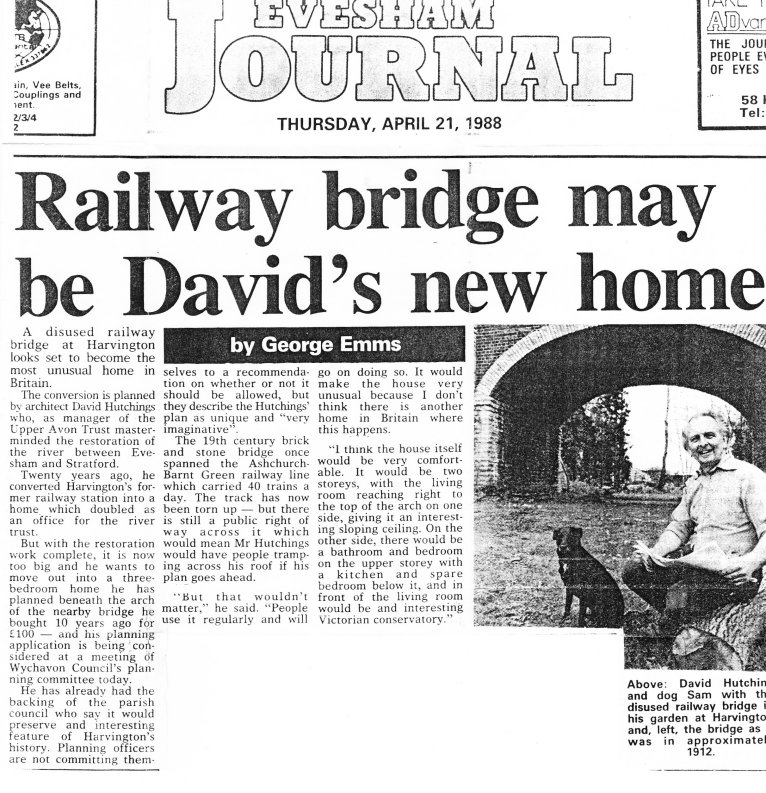 ain, Vee Belts,
Couplings and
ent.
2/3/4
2
EVESHAM
JOURNAL
THURSDAY, APRIL 21, 1988
ADvan
THE JOU
PEOPLE EV
OF EYES
58 H
Tel:
Railway bridge may
be David's new home
by George Emms
A disused railway
bridge at Harvington
looks set to become the
most unusual home in
Britain.
The conversion is planned
by architect David Hutchings
who, as manager of the
Upper Avon Trust master-
minded the restoration of
the river between Eve-
sham and Stratford.
Twenty years ago, he
converted Harvington's for-
mer railway station into a
home which doubled as
an office for the river
trust.
But with the restoration
work complete, it is now
too big and he wants to
move out into a three-
bedroom home he has
planned beneath the arch
of the nearby bridge he
bought 10 years ago for
£100 — and his planning
application is being con-
sidered at a meeting of
Wychavon Council's plan-
ning committee today.
He has already had the
backing of the parish
council who say it would
preserve and interesting
feature of Harvington's
history. Planning officers
are not committing them-
selves to a recommenda-
tion on whether or not it
should be allowed, but
they describe the Hutchings'
plan as unique and "very
imaginative".
The 19th century brick
and stone bridge once
spanned the Ashchurch-
Barnt Green railway line
which carried 40 trains a
day. The track has now
been torn up — but there
is still a public right of
way across it which
would mean Mr Hutchings
would have people tramp-
ing across his roof if his
plan goes ahead.
"But that wouldn't
matter," he said. "People
use it regularly and will
go on doing so. It would
make the house very
unusual because I don't
think there is another
home in Britain where
this happens.
"I think the house itself
would be very comfort-
able. It would be two
storeys, with the living
room reaching right to
the top of the arch on one
side, giving it an interest-
ing sloping ceiling. On the
other side, there would be
a bathroom and bedroom
on the upper storey with
a kitchen and spare
bedroom below it, and in
front of the living room
would be and interesting
Victorian conservatory."
Above: David Hutchin
and dog Sam with th
disused railway bridge i
his garden at Harvingto
and, left, the bridge as
was in approximatel
1912.